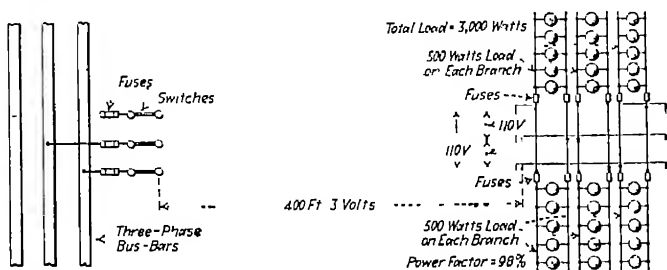 Total Load = 3,000 Watts
500 Watts Load
on Each Branch
Fuses
Switches
Fuses
110V
110V
Fuses
400 Ft 3 Volts
500 Watts Load
on Each Branch
Three-Phase
Bus-Bars
Power Factor = 98%